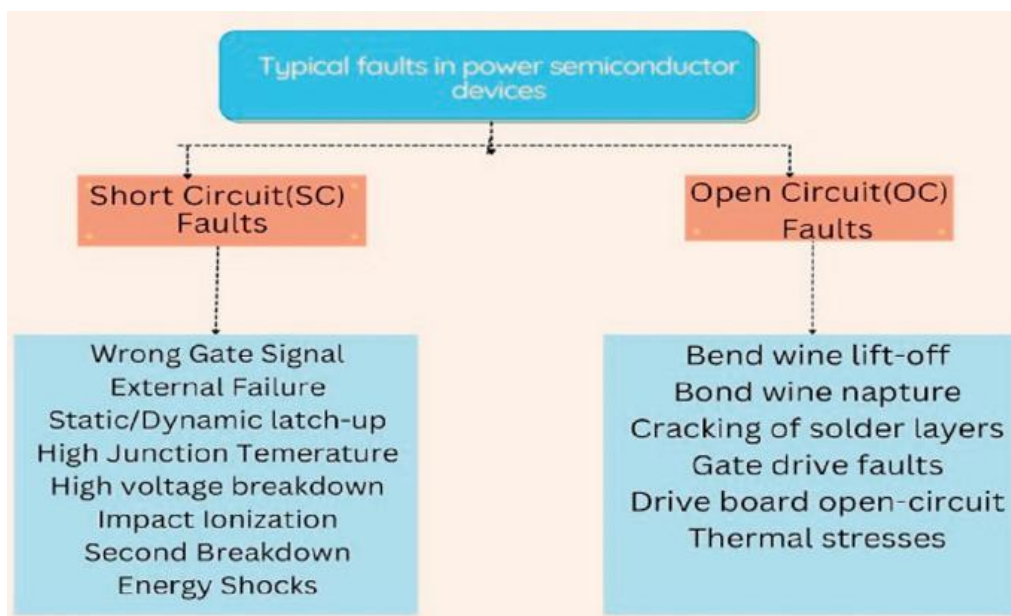 Typical faults in power semiconductor
devices
Short Circuit(SC)
Faults
Open Circuit(OC)
Faults
Wrong Gate Signal
External Failure
Static/Dynamic latch-up
High Junction Temerature
High voltage breakdown
Impact Ionization
Second Breakdown
Energy Shocks
Bend wine lift-off
Bond wine napture
Cracking of solder layers
Gate drive faults
Drive board open-circuit
Thermal stresses